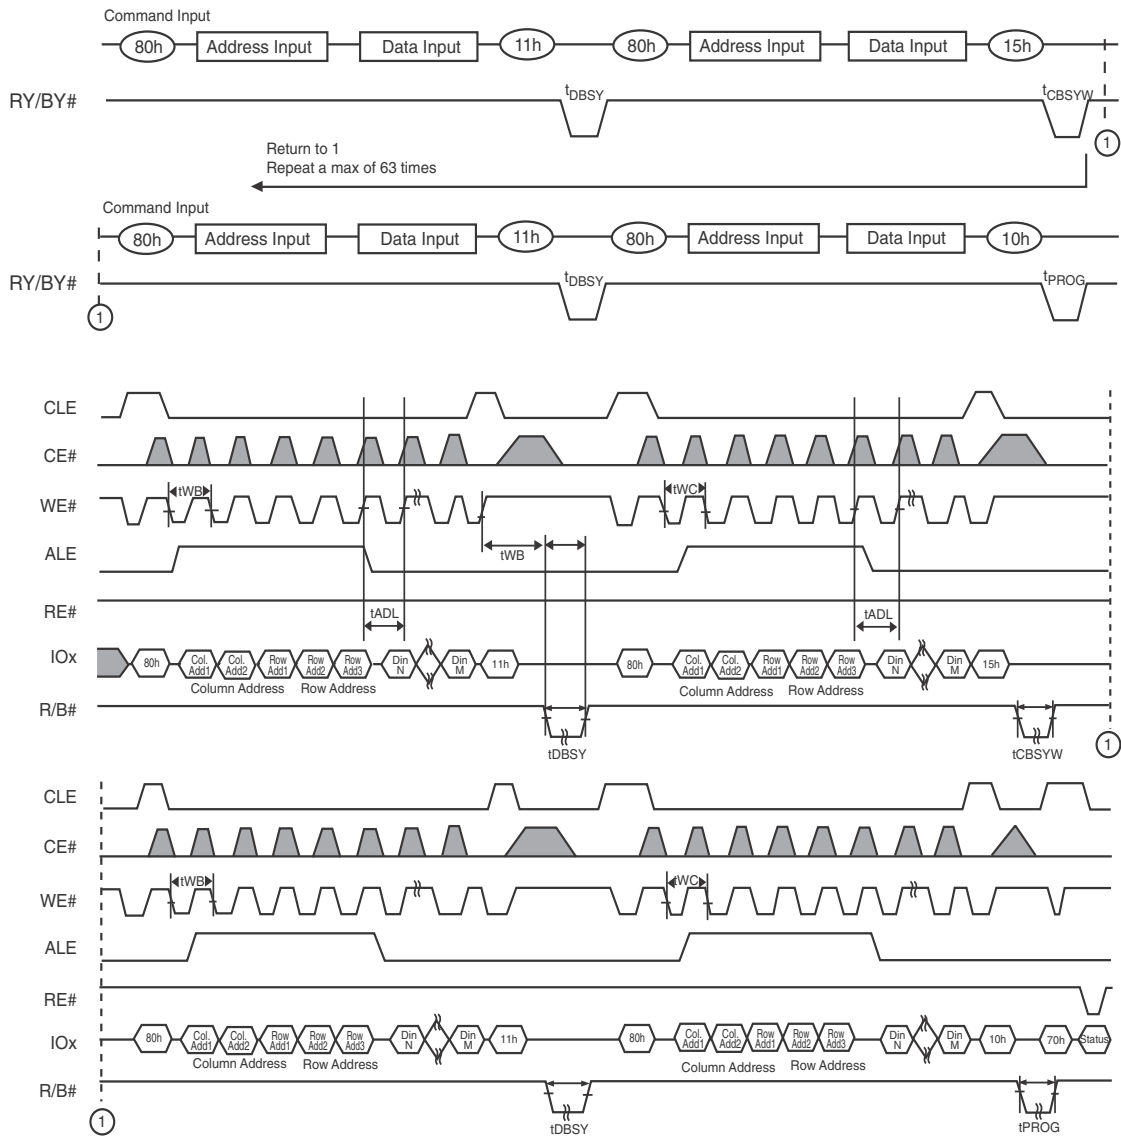 Command Input
80h Address Input Data Input 11h 80h Address Input Data Input 15h
RY/BY# tDBSY tCBSYW
1
Return to 1
Repeat a max of 63 times
Command Input
80h Address Input Data Input 11h 80h Address Input Data Input 10h
RY/BY# tDBSY tPROG
1
CLE
CE#
WE# tWB tWC
ALE tWB
RE# tADL tADL
IOx 80h Col. Add1 Col. Add2 Row Add1 Row Add2 Row Add3 Din N Din M 11h 80h Col. Add1 Col. Add2 Row Add1 Row Add2 Row Add3 Din N Din M 15h
Column Address Row Address Column Address Row Address
R/B#
tDBSY tCBSYW 1
CLE
CE#
WE# tWB tWC
ALE
RE#
IOx 80h Col. Add1 Col. Add2 Row Add1 Row Add2 Row Add3 Din N Din M 11h 80h Col. Add1 Col. Add2 Row Add1 Row Add2 Row Add3 Din N Din M 10h 70h Status
Column Address Row Address Column Address Row Address
R/B#
1 tDBSY tPROG